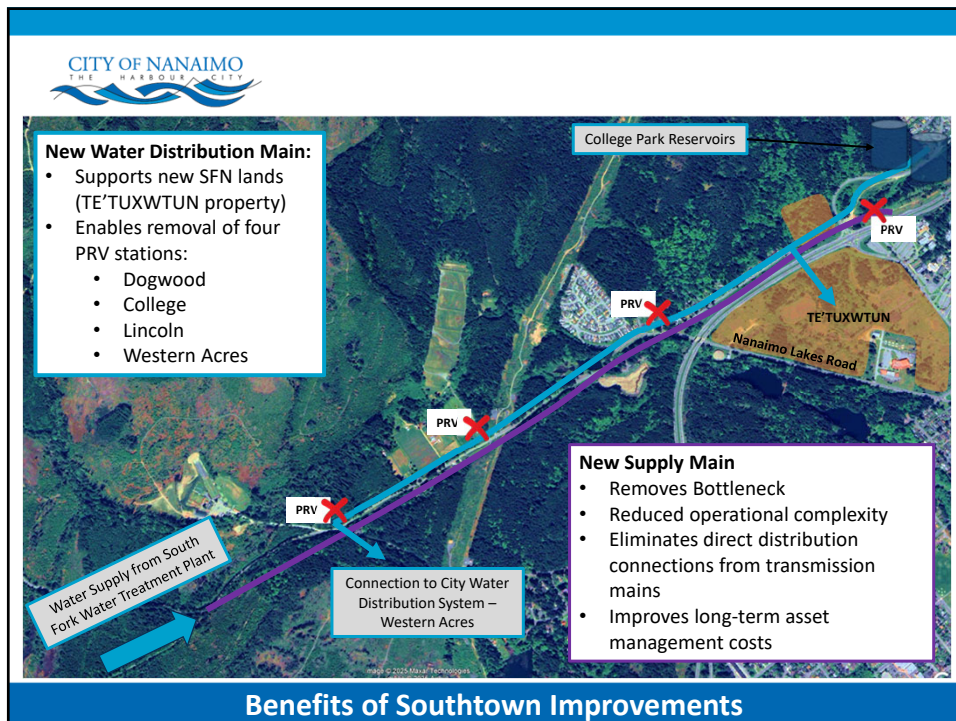 CITY OF NANAIMO
THE HARBOUR CITY
New Water Distribution Main:
• Supports new SFN lands
(TE'TUXWTUN property)
• Enables removal of four
PRV stations:
• Dogwood
• College
• Lincoln
• Western Acres
College Park Reservoirs
PRV
PRV
TE'TUXWTUN
Nanaimo Lakes Road
PRV
PRV
Water Supply from South
Fork Water Treatment Plant
Connection to City Water
Distribution System –
Western Acres
New Supply Main
• Removes Bottleneck
• Reduced operational complexity
• Eliminates direct distribution
connections from transmission
mains
• Improves long-term asset
management costs
Image © 2025 Maxar Technologies
Benefits of Southtown Improvements